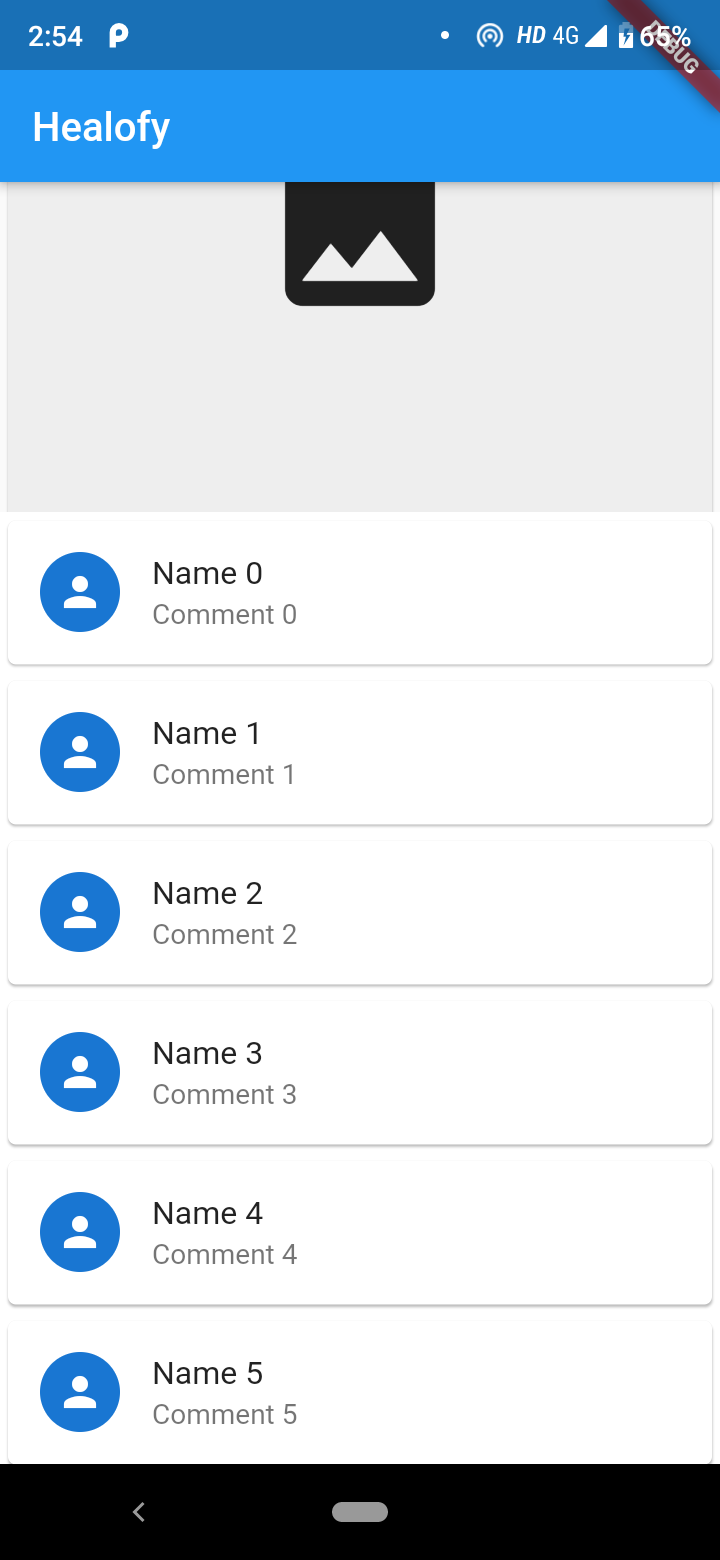 2:54 HD 4G 65%
DEBUG
Healofy
Name 0
Comment 0
Name 1
Comment 1
Name 2
Comment 2
Name 3
Comment 3
Name 4
Comment 4
Name 5
Comment 5